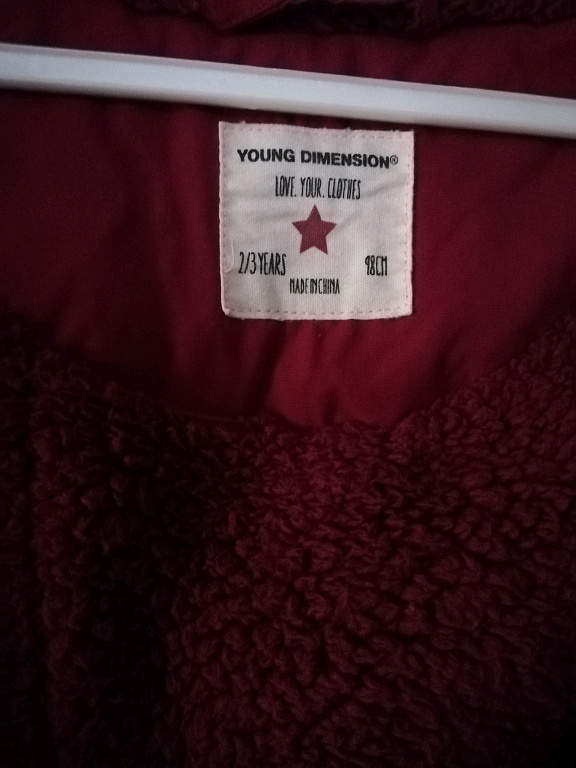 YOUNG DIMENSION®
LOVE. YOUR. CLOTHES
2/3 YEARS 98CM
MADE IN CHINA